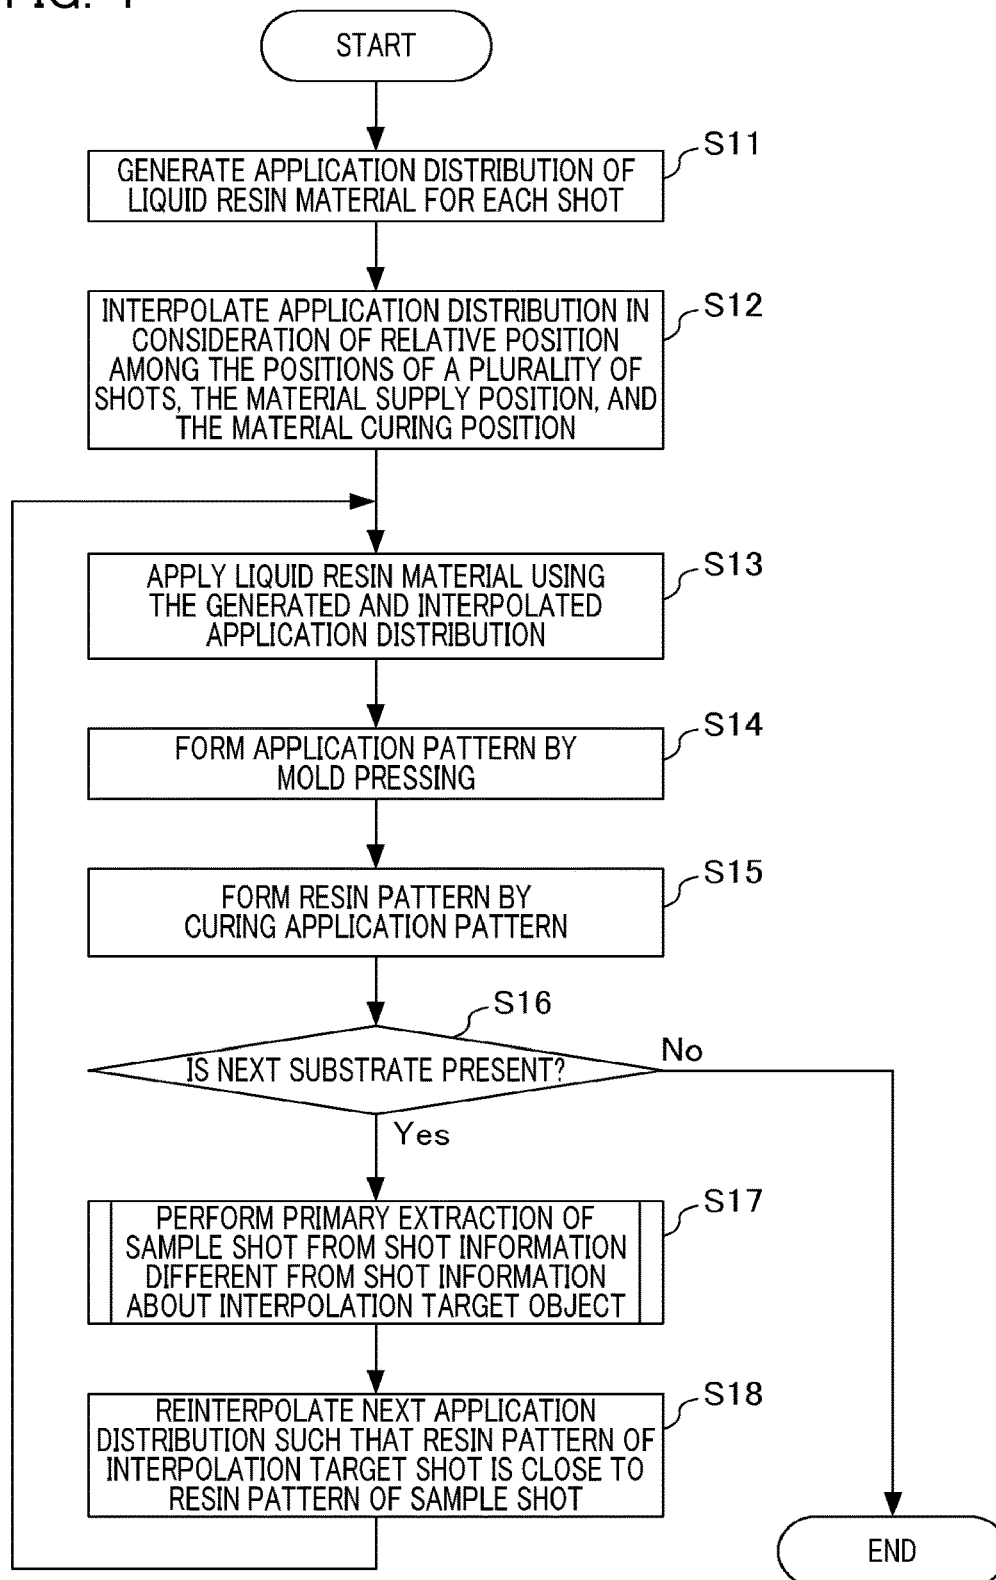 START
S11
GENERATE APPLICATION DISTRIBUTION OF
LIQUID RESIN MATERIAL FOR EACH SHOT
S12
INTERPOLATE APPLICATION DISTRIBUTION IN
CONSIDERATION OF RELATIVE POSITION
AMONG THE POSITIONS OF A PLURALITY OF
SHOTS, THE MATERIAL SUPPLY POSITION, AND
THE MATERIAL CURING POSITION
S13
APPLY LIQUID RESIN MATERIAL USING
THE GENERATED AND INTERPOLATED
APPLICATION DISTRIBUTION
S14
FORM APPLICATION PATTERN BY
MOLD PRESSING
S15
FORM RESIN PATTERN BY
CURING APPLICATION PATTERN
S16
IS NEXT SUBSTRATE PRESENT?
No
Yes
S17
PERFORM PRIMARY EXTRACTION OF
SAMPLE SHOT FROM SHOT INFORMATION
DIFFERENT FROM SHOT INFORMATION
ABOUT INTERPOLATION TARGET OBJECT
S18
REINTERPOLATE NEXT APPLICATION
DISTRIBUTION SUCH THAT RESIN PATTERN OF
INTERPOLATION TARGET SHOT IS CLOSE TO
RESIN PATTERN OF SAMPLE SHOT
END